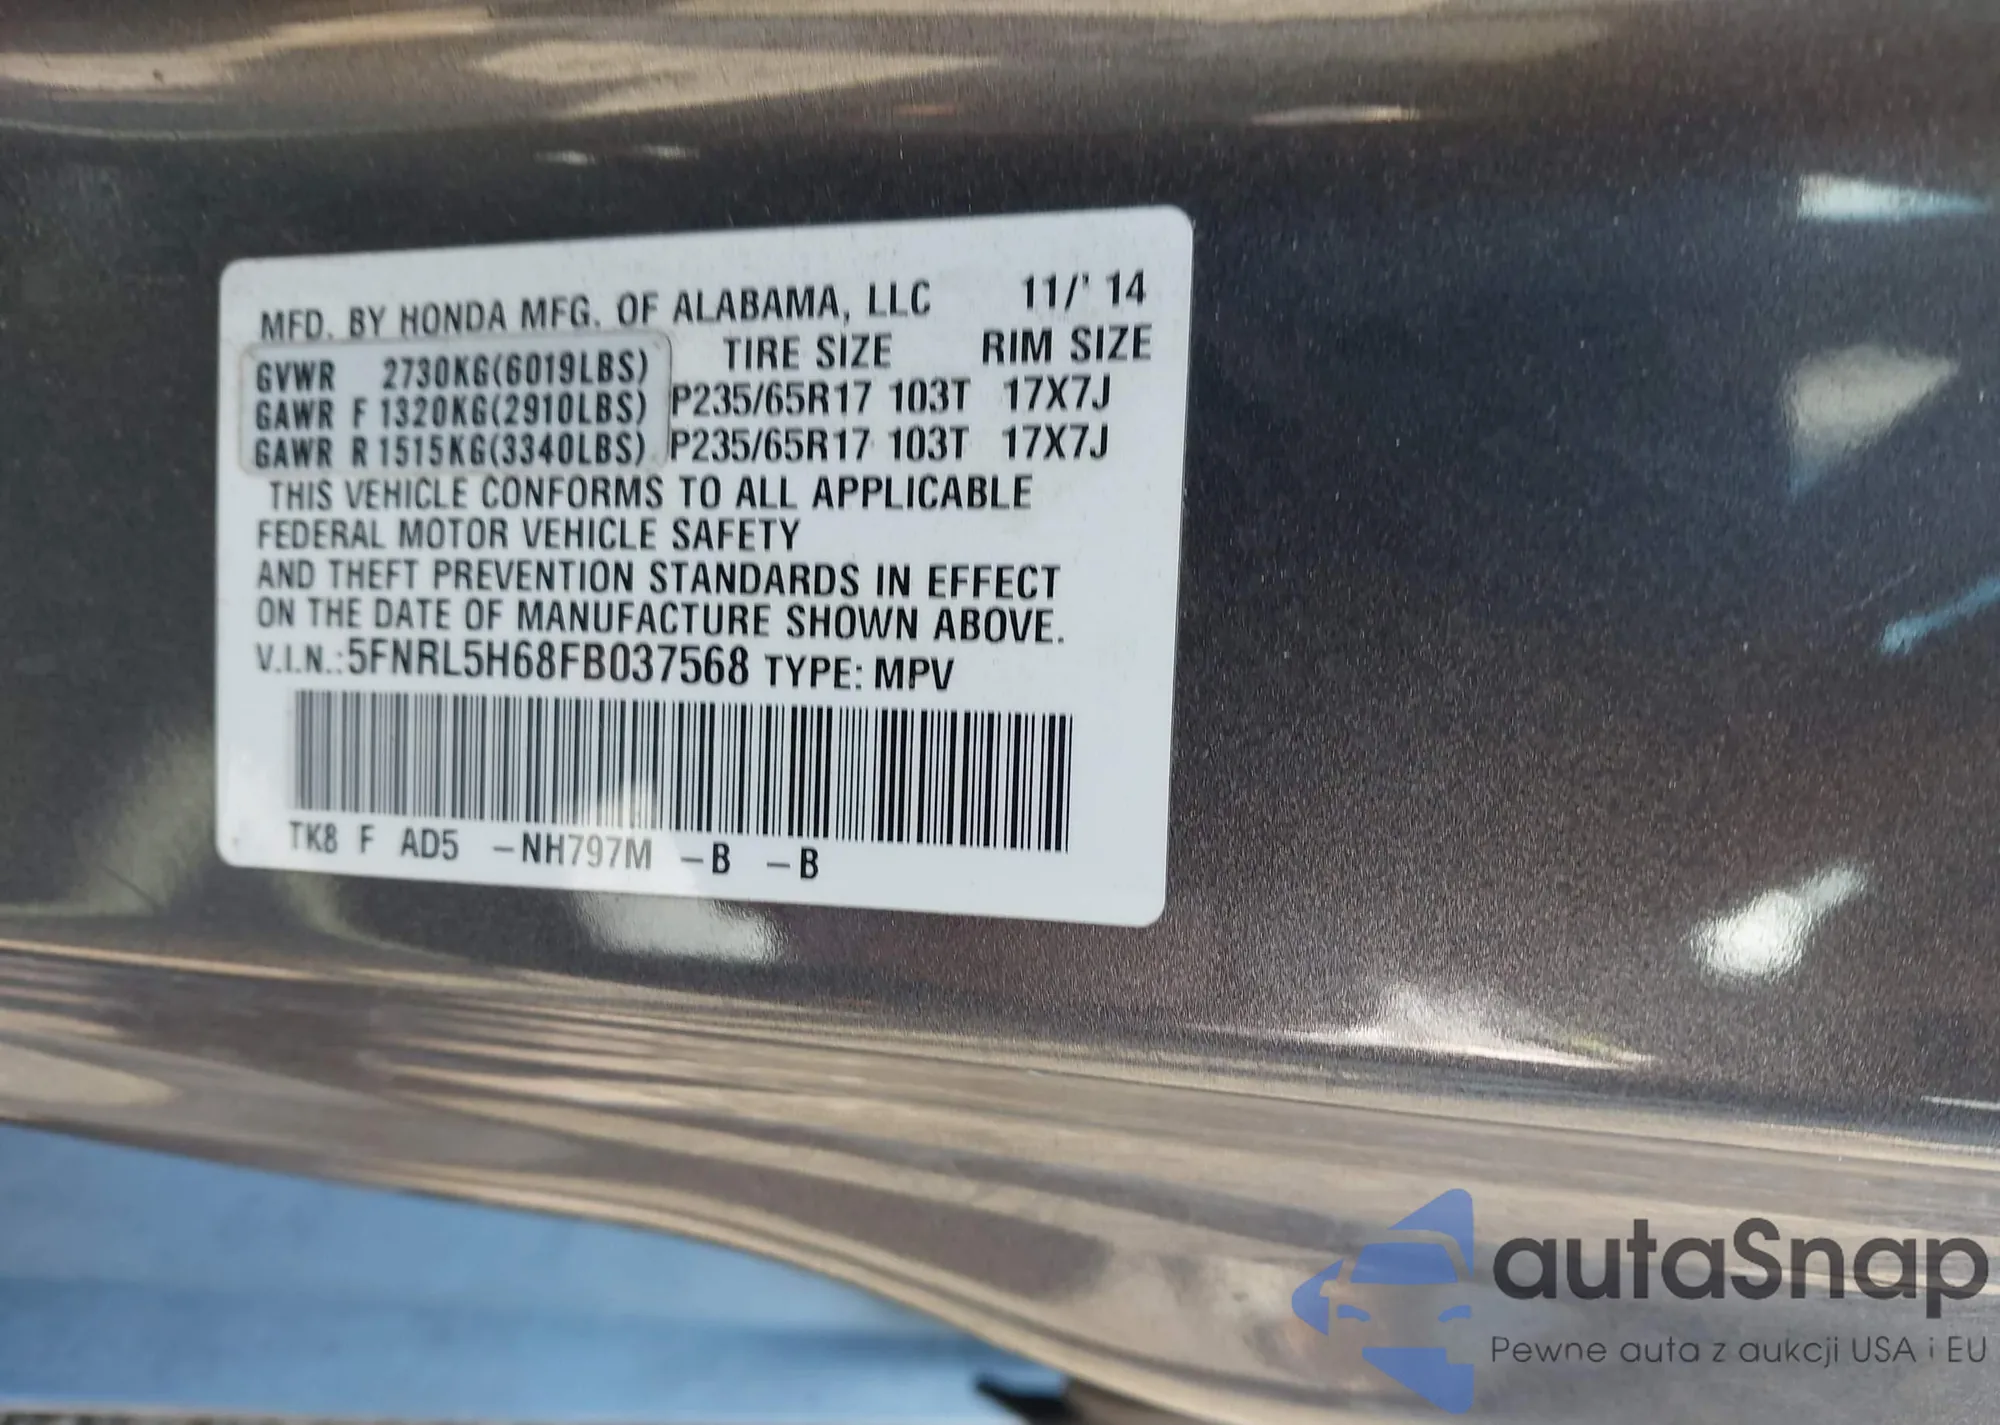 MFD. BY HONDA MFG. OF ALABAMA, LLC 11/' 14
TIRE SIZE RIM SIZE
GVWR 2730KG(6019LBS)
GAWR F 1320KG(2910LBS) P235/65R17 103T 17X7J
GAWR R 1515KG(3340LBS) P235/65R17 103T 17X7J
THIS VEHICLE CONFORMS TO ALL APPLICABLE
FEDERAL MOTOR VEHICLE SAFETY
AND THEFT PREVENTION STANDARDS IN EFFECT
ON THE DATE OF MANUFACTURE SHOWN ABOVE.
V.I.N.:5FNRL5H68FB037568 TYPE: MPV
TK8 F AD5 -NH797M -B -B
autaSnap
Pewne auta z aukcji USA i EU